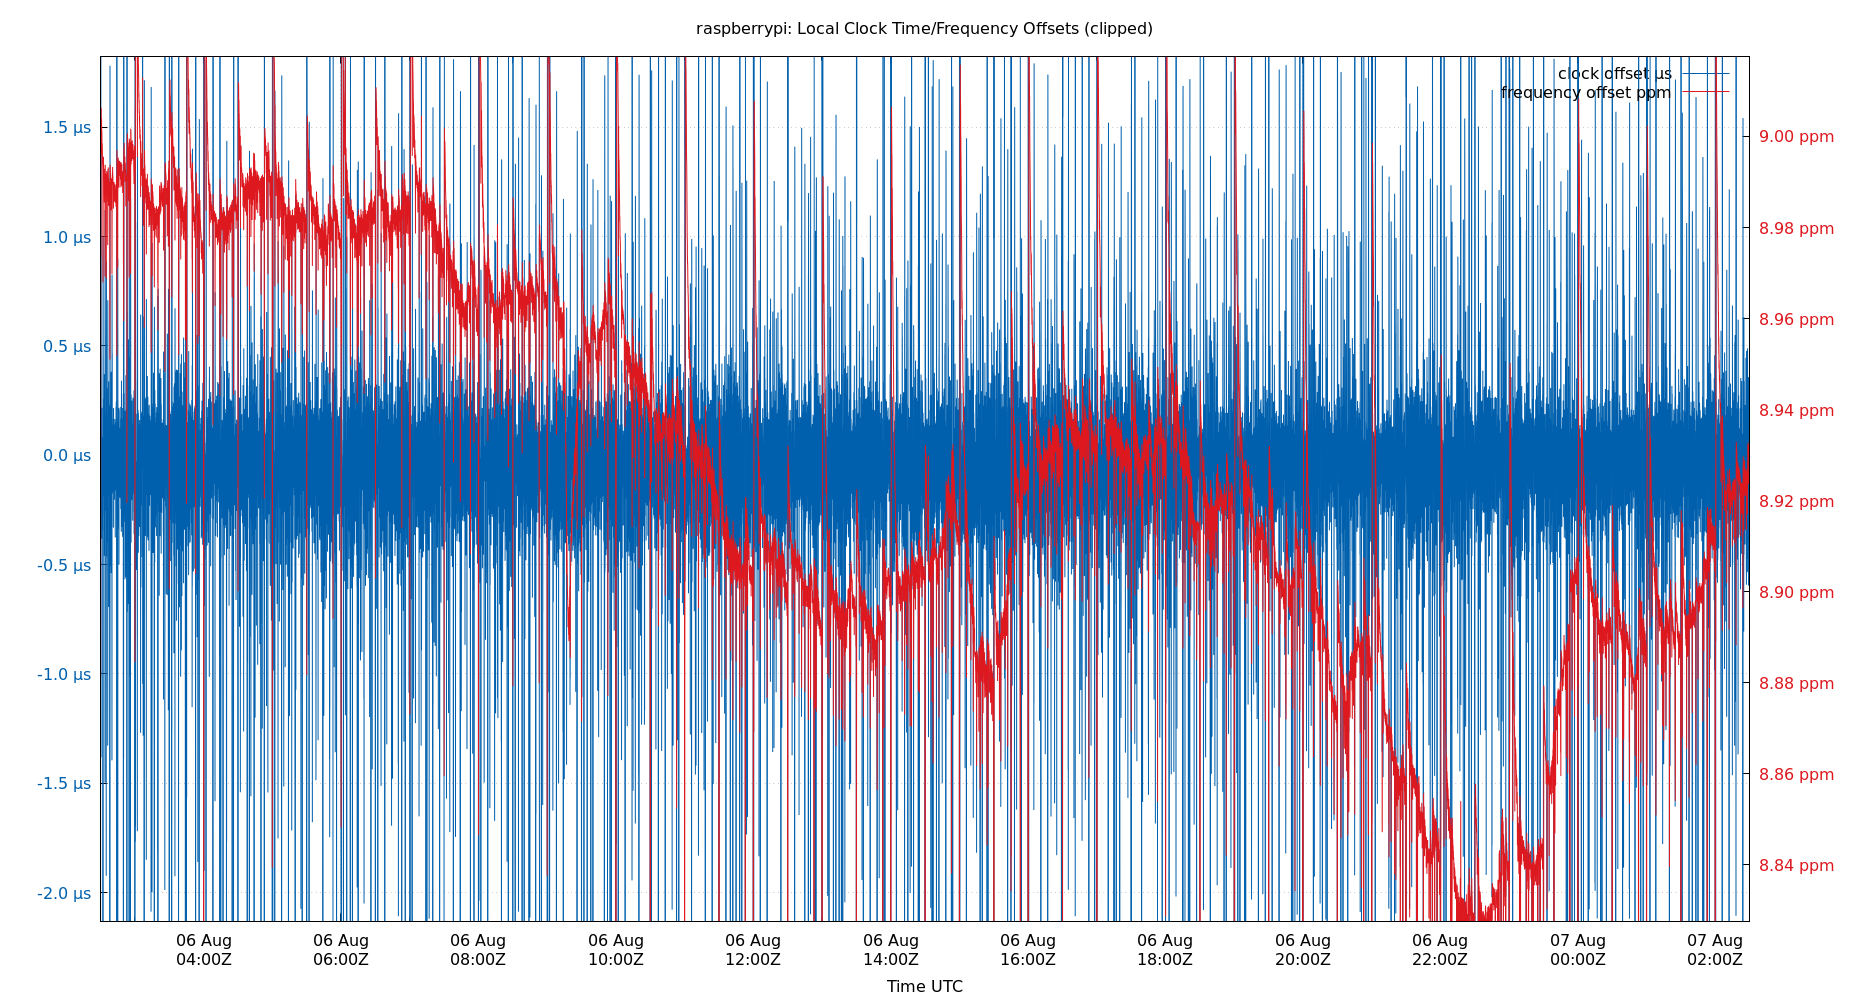 raspberrypi: Local Clock Time/Frequency Offsets (clipped)
clock offset µs
frequency offset ppm
1.5 µs
1.0 µs
0.5 µs
0.0 µs
-0.5 µs
-1.0 µs
-1.5 µs
-2.0 µs
9.00 ppm
8.98 ppm
8.96 ppm
8.94 ppm
8.92 ppm
8.90 ppm
8.88 ppm
8.86 ppm
8.84 ppm
06 Aug 06 Aug 06 Aug 06 Aug 06 Aug 06 Aug 06 Aug 06 Aug 06 Aug 06 Aug 07 Aug 07 Aug
04:00Z 06:00Z 08:00Z 10:00Z 12:00Z 14:00Z 16:00Z 18:00Z 20:00Z 22:00Z 00:00Z 02:00Z
Time UTC